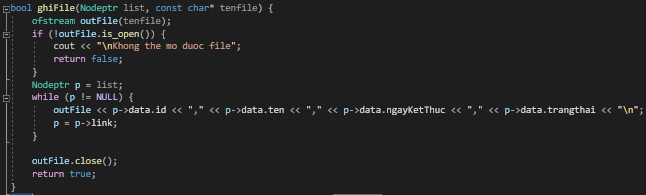 bool ghiFile(Nodeptr list, const char* tenfile) {
ofstream outFile(tenfile);
if (!outFile.is_open()) {
cout << "\nKhong the mo duoc file";
return false;
}
Nodeptr p = list;
while (p != NULL) {
outFile << p->data.id << "," << p->data.ten << "," << p->data.ngayKetThuc << "," << p->data.trangthai << "\n";
p = p->link;
}
outFile.close();
return true;
}